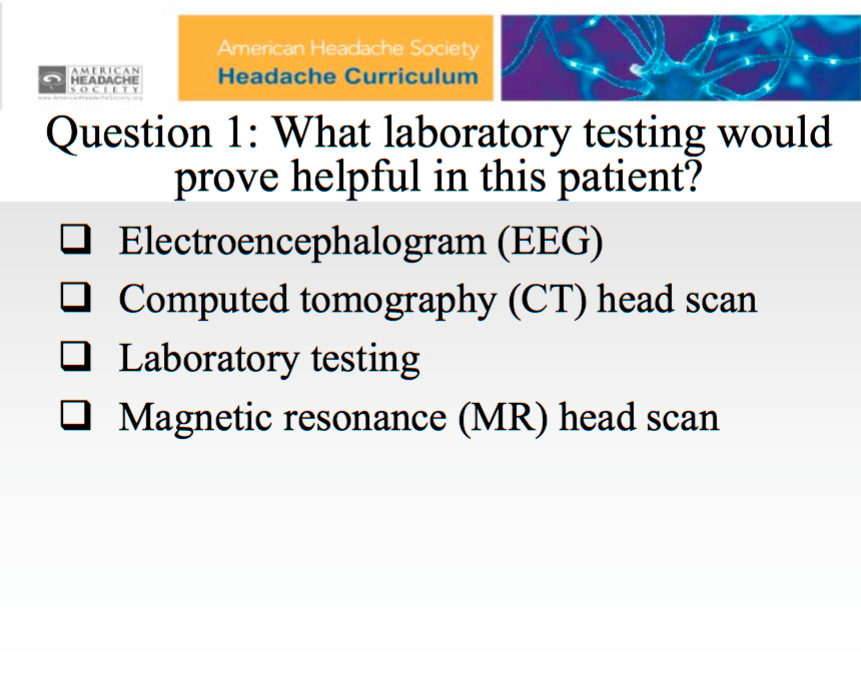 AMERICAN
HEADACHE
SOCIETY
American Headache Society
Headache Curriculum
Question 1: What laboratory testing would
prove helpful in this patient?
Electroencephalogram (EEG)
Computed tomography (CT) head scan
Laboratory testing
Magnetic resonance (MR) head scan